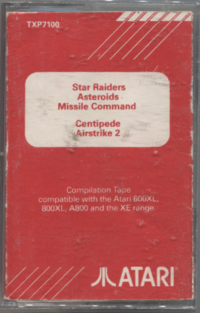 TXP7100
Star Raiders
Asteroids
Missile Command
Centipede
Airstrike 2
Compilation Tape
compatible with the Atari 600XL,
800XL, A800 and the XE range
ATARI